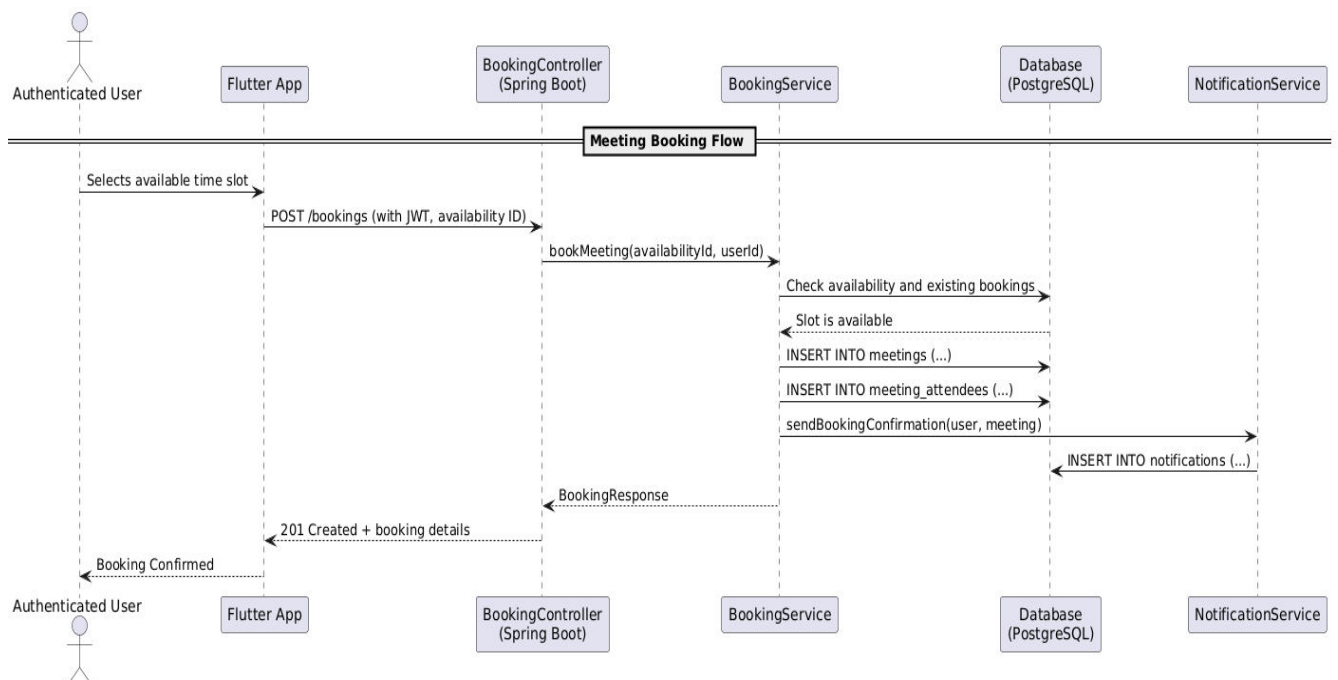 Authenticated User
Flutter App
BookingController
(Spring Boot)
BookingService
Database
(PostgreSQL)
NotificationService
Meeting Booking Flow
Selects available time slot
POST /bookings (with JWT, availability ID)
bookMeeting(availabilityId, userId)
Check availability and existing bookings
Slot is available
INSERT INTO meetings (...)
INSERT INTO meeting_attendees (...)
sendBookingConfirmation(user, meeting)
INSERT INTO notifications (...)
BookingResponse
201 Created + booking details
Booking Confirmed
Authenticated User
Flutter App
BookingController
(Spring Boot)
BookingService
Database
(PostgreSQL)
NotificationService